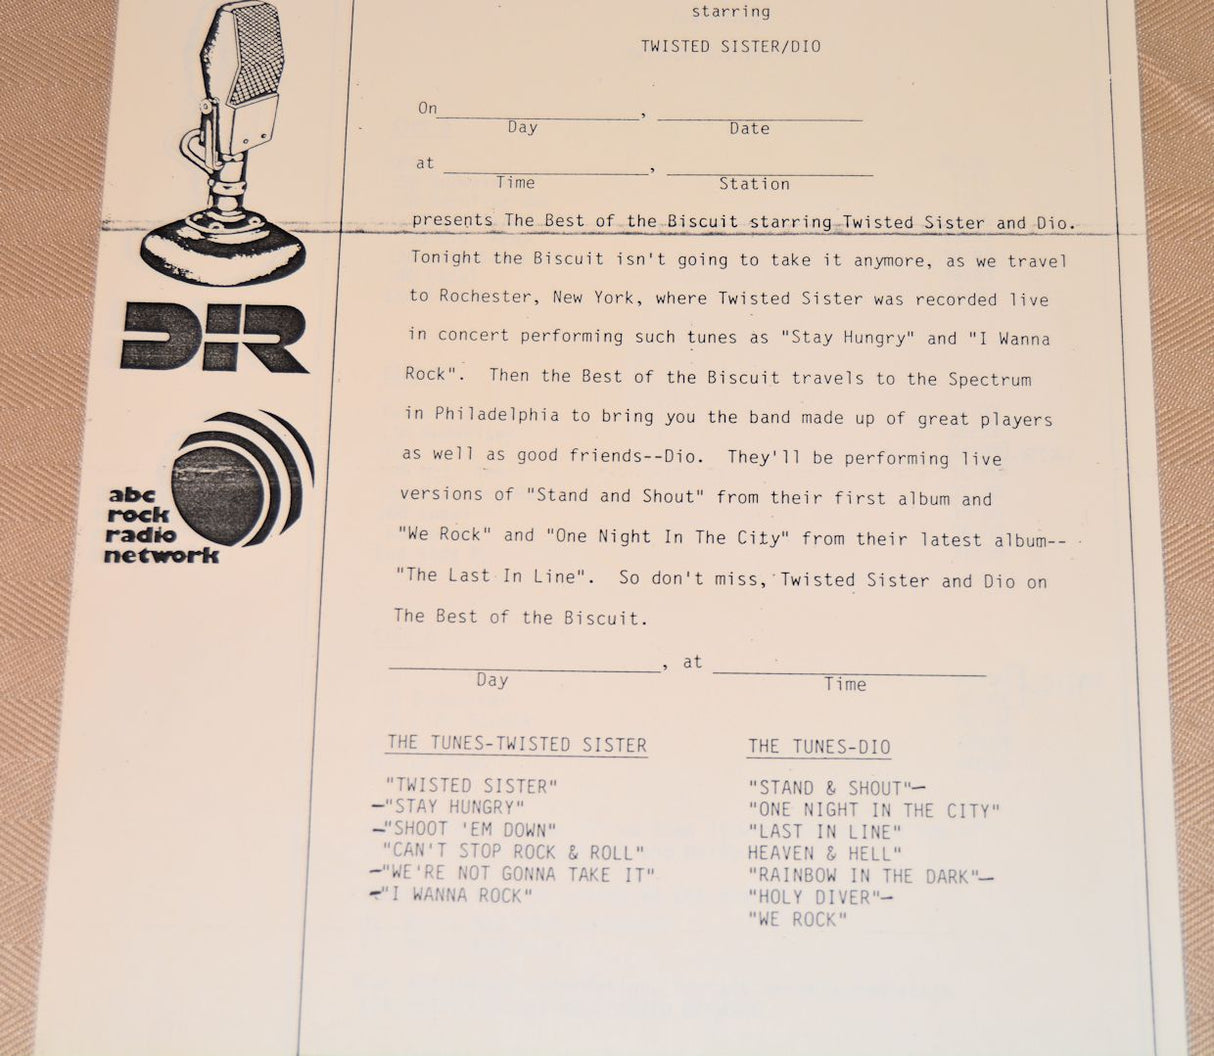 starring
TWISTED SISTER/DIO
On ____________________, ____________________
Day Date
at ____________________, ____________________
Time Station
presents The Best of the Biscuit starring Twisted Sister and Dio.
Tonight the Biscuit isn't going to take it anymore, as we travel
to Rochester, New York, where Twisted Sister was recorded live
in concert performing such tunes as "Stay Hungry" and "I Wanna
Rock". Then the Best of the Biscuit travels to the Spectrum
in Philadelphia to bring you the band made up of great players
as well as good friends--Dio. They'll be performing live
versions of "Stand and Shout" from their first album and
"We Rock" and "One Night In The City" from their latest album--
"The Last In Line". So don't miss, Twisted Sister and Dio on
The Best of the Biscuit.
____________________, at ____________________
Day Time
DIR
abc
rock
radio
network
THE TUNES-TWISTED SISTER
"TWISTED SISTER"
-"STAY HUNGRY"
-"SHOOT 'EM DOWN"
"CAN'T STOP ROCK & ROLL"
-"WE'RE NOT GONNA TAKE IT"
-"I WANNA ROCK"
THE TUNES-DIO
"STAND & SHOUT"-
"ONE NIGHT IN THE CITY"
"LAST IN LINE"
HEAVEN & HELL"
"RAINBOW IN THE DARK"-
"HOLY DIVER"-
"WE ROCK"